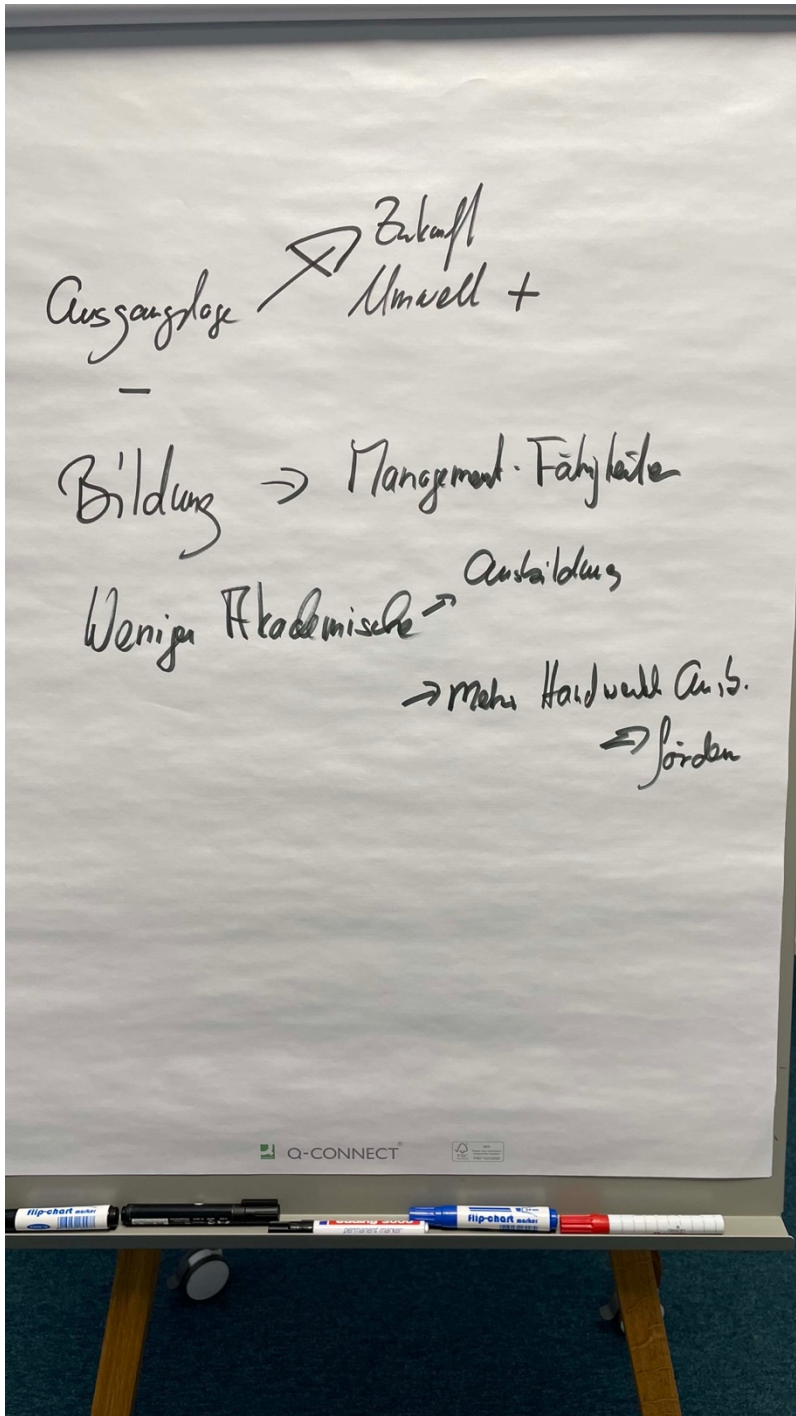 Zukunft
Ausgangslage ↗ Umwelt +
–
Bildung → Management-Fähigkeiten
Ausbildung
Weniger Akademische ↗
→ mehr Handwerk Ausb.
⇒ fördern
Q-CONNECT
flip-chart marker
edding 3000
permanent marker
flip-chart marker